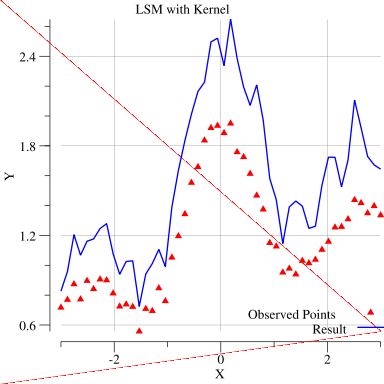 LSM with Kernel
2.4
1.8
Y
1.2
0.6
Observed Points
Result
-2
0
2
X